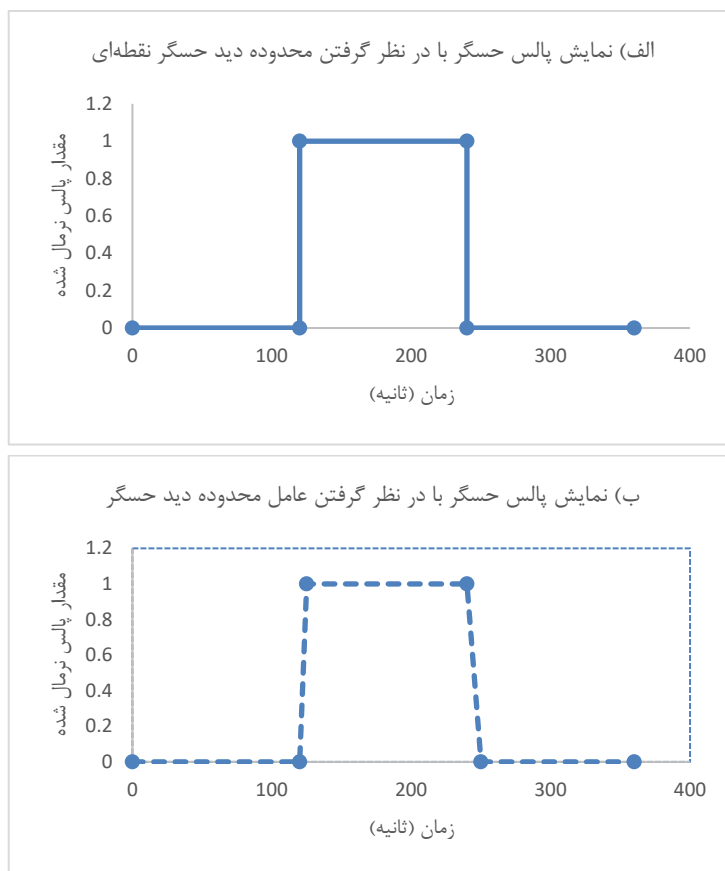 الف) نمایش پالس حسگر با در نظر گرفتن محدوده دید حسگر نقطه‌ای
1.2
1
0.8
0.6
0.4
0.2
0
مقدار پالس نرمال شده
0 100 200 300 400
زمان (ثانیه)
ب) نمایش پالس حسگر با در نظر گرفتن عامل محدوده دید حسگر
1.2
1
0.8
0.6
0.4
0.2
0
مقدار پالس نرمال شده
0 100 200 300 400
زمان (ثانیه)